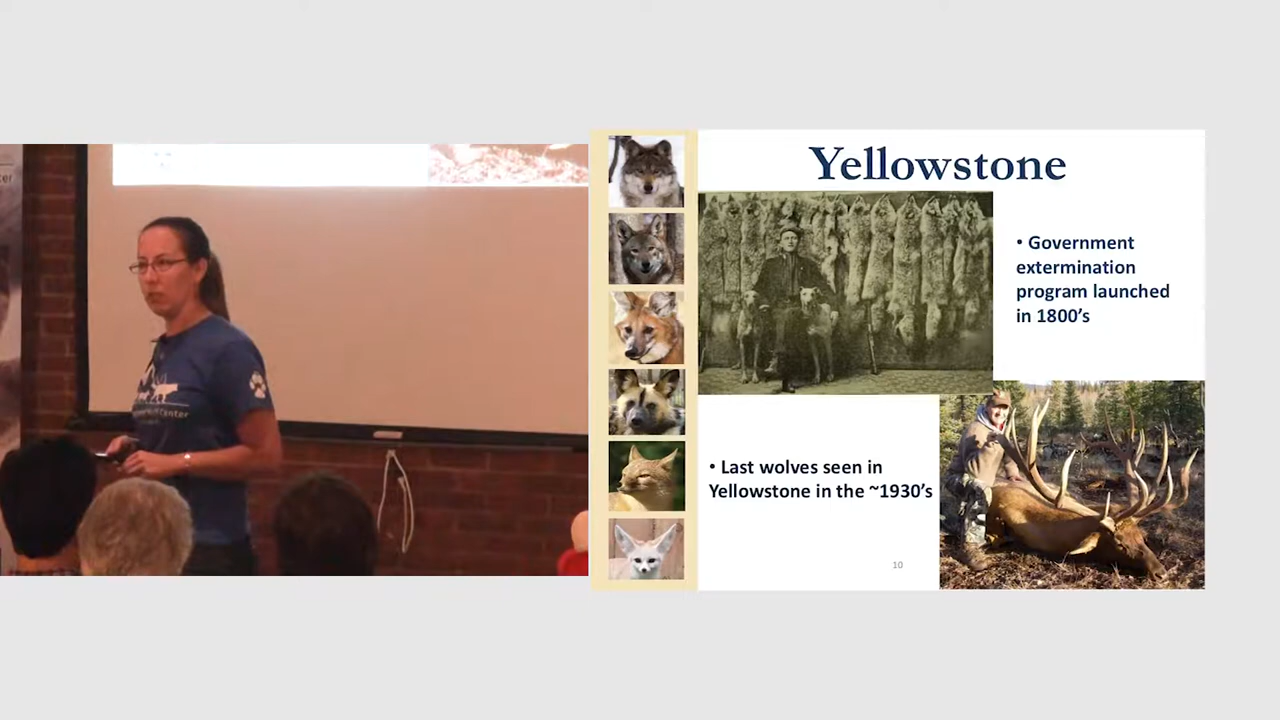 Yellowstone
• Government
extermination
program launched
in 1800's
• Last wolves seen in
Yellowstone in the ~1930's
10